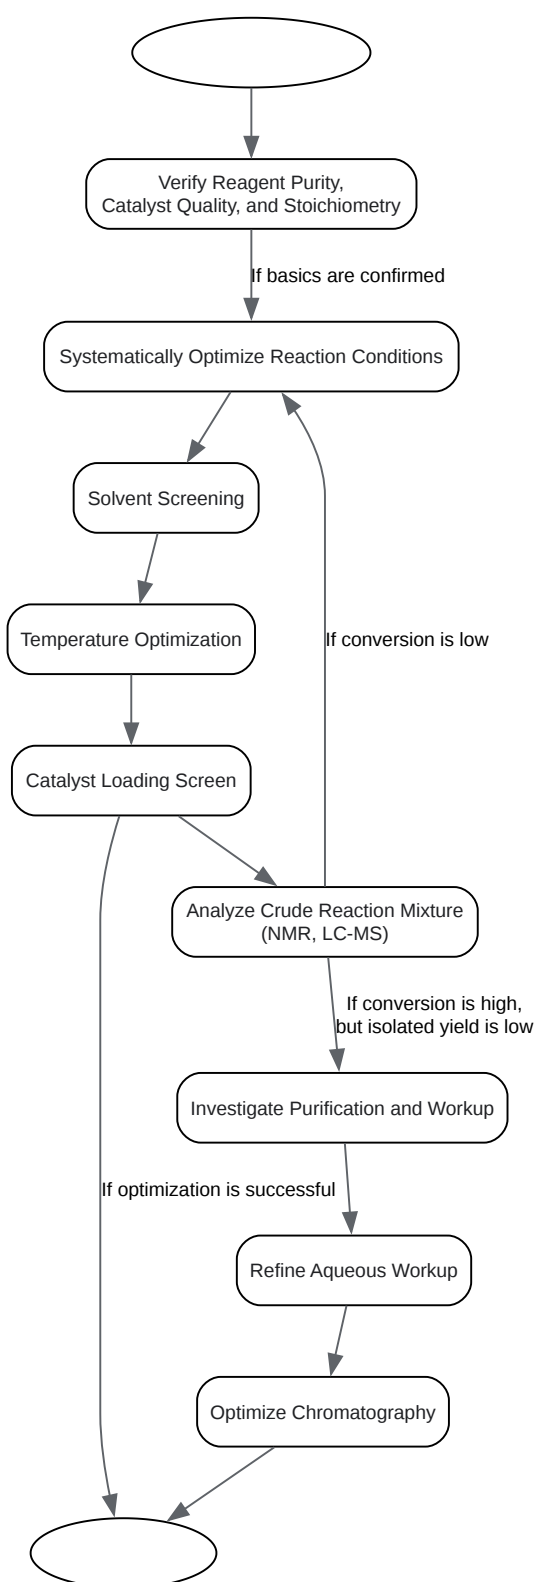 Verify Reagent Purity,
Catalyst Quality, and Stoichiometry
If basics are confirmed
Systematically Optimize Reaction Conditions
Solvent Screening
Temperature Optimization
If conversion is low
Catalyst Loading Screen
Analyze Crude Reaction Mixture
(NMR, LC-MS)
If conversion is high,
but isolated yield is low
Investigate Purification and Workup
If optimization is successful
Refine Aqueous Workup
Optimize Chromatography